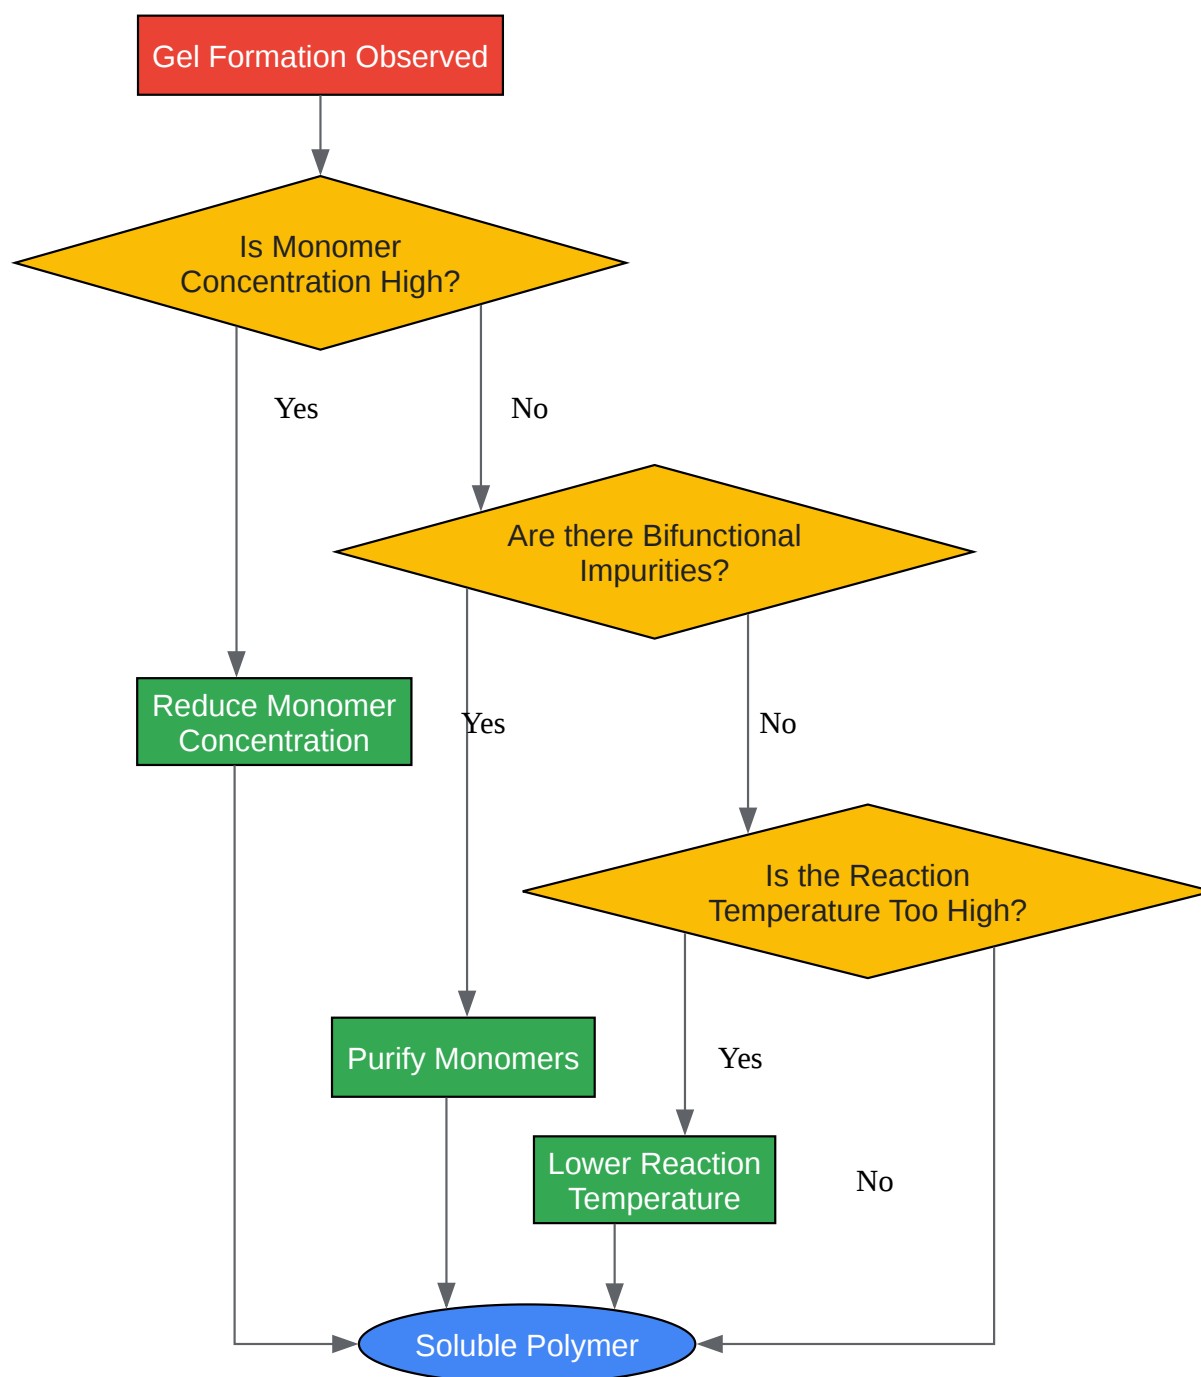 Gel Formation Observed
Is Monomer
Concentration High?
Yes
No
Are there Bifunctional
Impurities?
Reduce Monomer
Concentration
Yes
No
Is the Reaction
Temperature Too High?
Purify Monomers
Yes
Lower Reaction
Temperature
No
Soluble Polymer